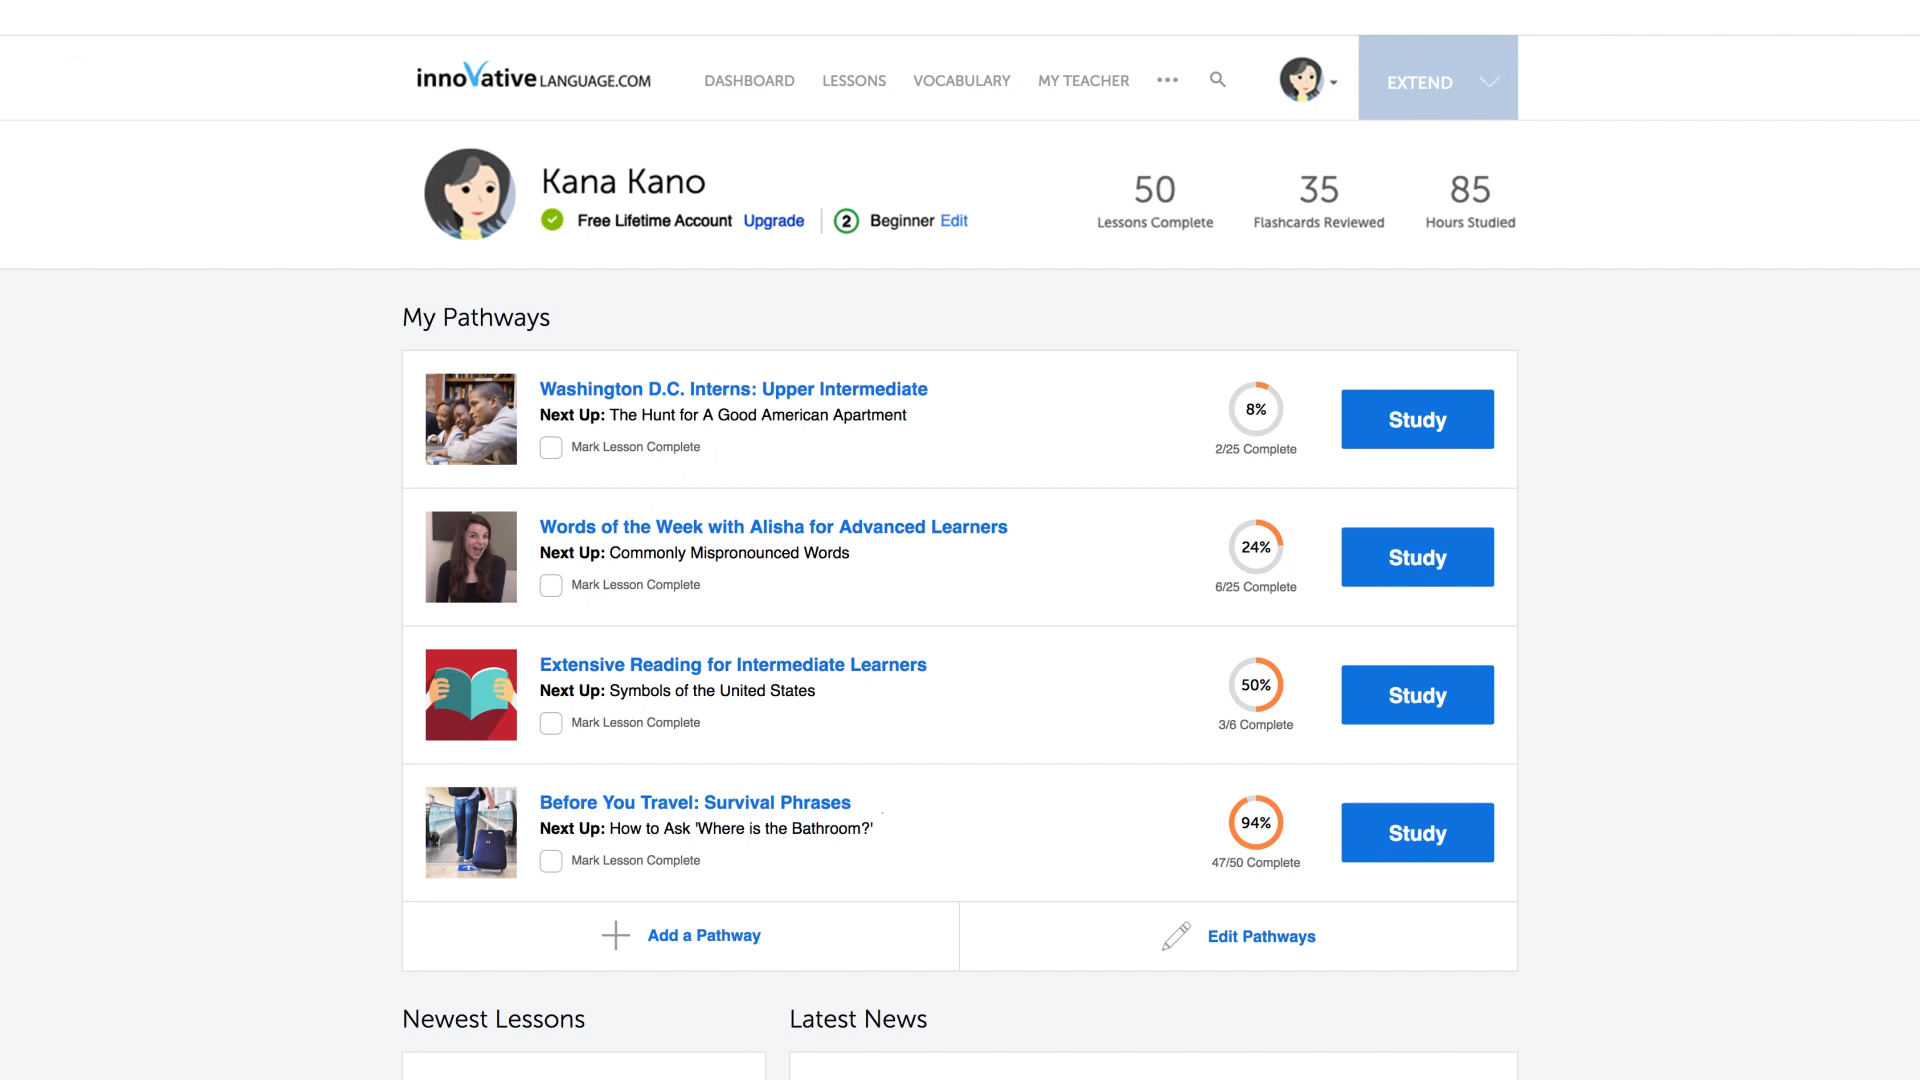 innoVative LANGUAGE.COM
DASHBOARD LESSONS VOCABULARY MY TEACHER ••• EXTEND
Kana Kano
Free Lifetime Account Upgrade 2 Beginner Edit
50 35 85
Lessons Complete Flashcards Reviewed Hours Studied
My Pathways
Washington D.C. Interns: Upper Intermediate
Next Up: The Hunt for A Good American Apartment
Mark Lesson Complete
8%
2/25 Complete
Study
Words of the Week with Alisha for Advanced Learners
Next Up: Commonly Mispronounced Words
Mark Lesson Complete
24%
6/25 Complete
Study
Extensive Reading for Intermediate Learners
Next Up: Symbols of the United States
Mark Lesson Complete
50%
3/6 Complete
Study
Before You Travel: Survival Phrases
Next Up: How to Ask 'Where is the Bathroom?'
Mark Lesson Complete
94%
47/50 Complete
Study
Add a Pathway
Edit Pathways
Newest Lessons
Latest News